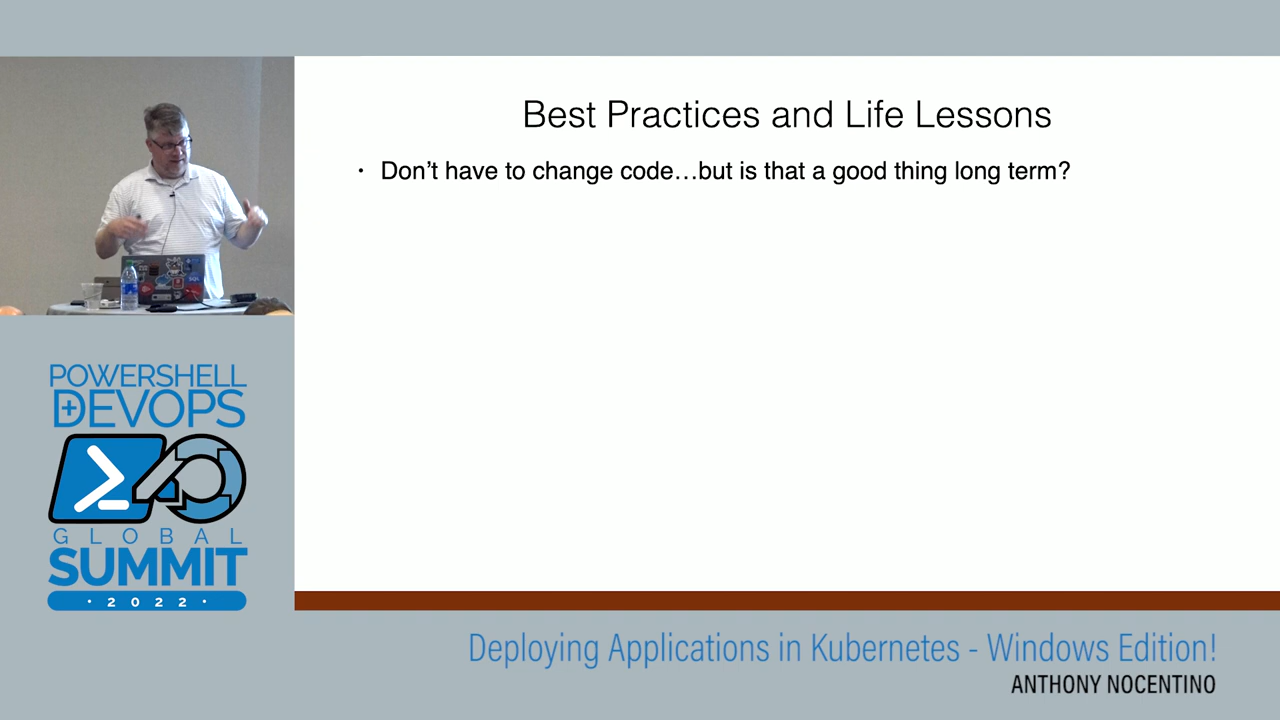 Best Practices and Life Lessons
• Don’t have to change code…but is that a good thing long term?
POWERSHELL
+DEVOPS
GLOBAL
SUMMIT
· 2022 ·
Deploying Applications in Kubernetes - Windows Edition!
ANTHONY NOCENTINO